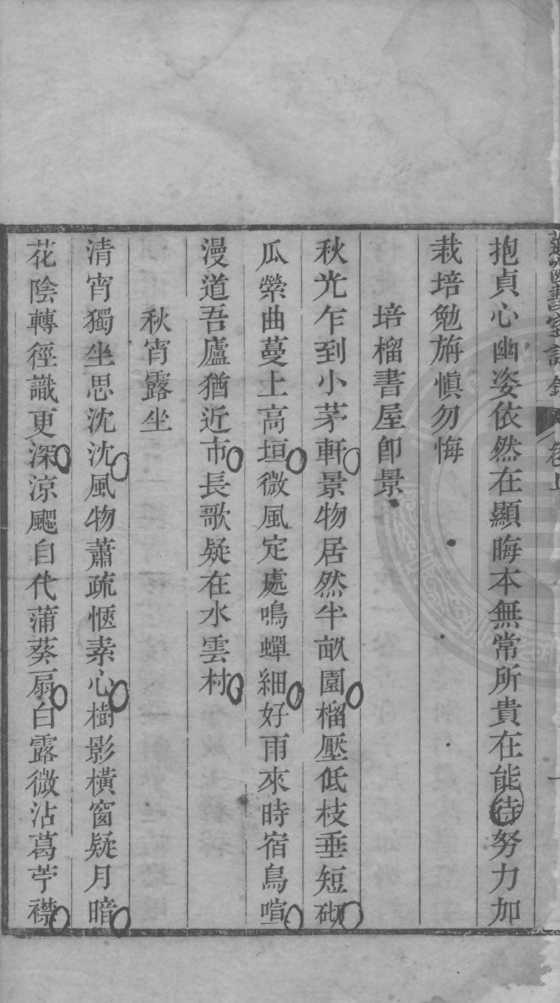 抱貞心幽姿依然在顯晦本無常所貴在能待努力加
栽培勉旃慎勿悔
培榴書屋卽景
秋光乍到小茅軒景物居然半畝園榴壓低枝垂短砌
瓜縈曲蔓上高垣微風定處鳴蟬細好雨來時宿鳥喧
漫道吾廬猶近市長歌疑在水雲村
秋宵露坐
清宵獨坐思沈沈風物蕭疏愜素心樹影橫窗疑月暗
花陰轉徑識更深涼颸自代蒲葵扇白露微沾葛苧襟